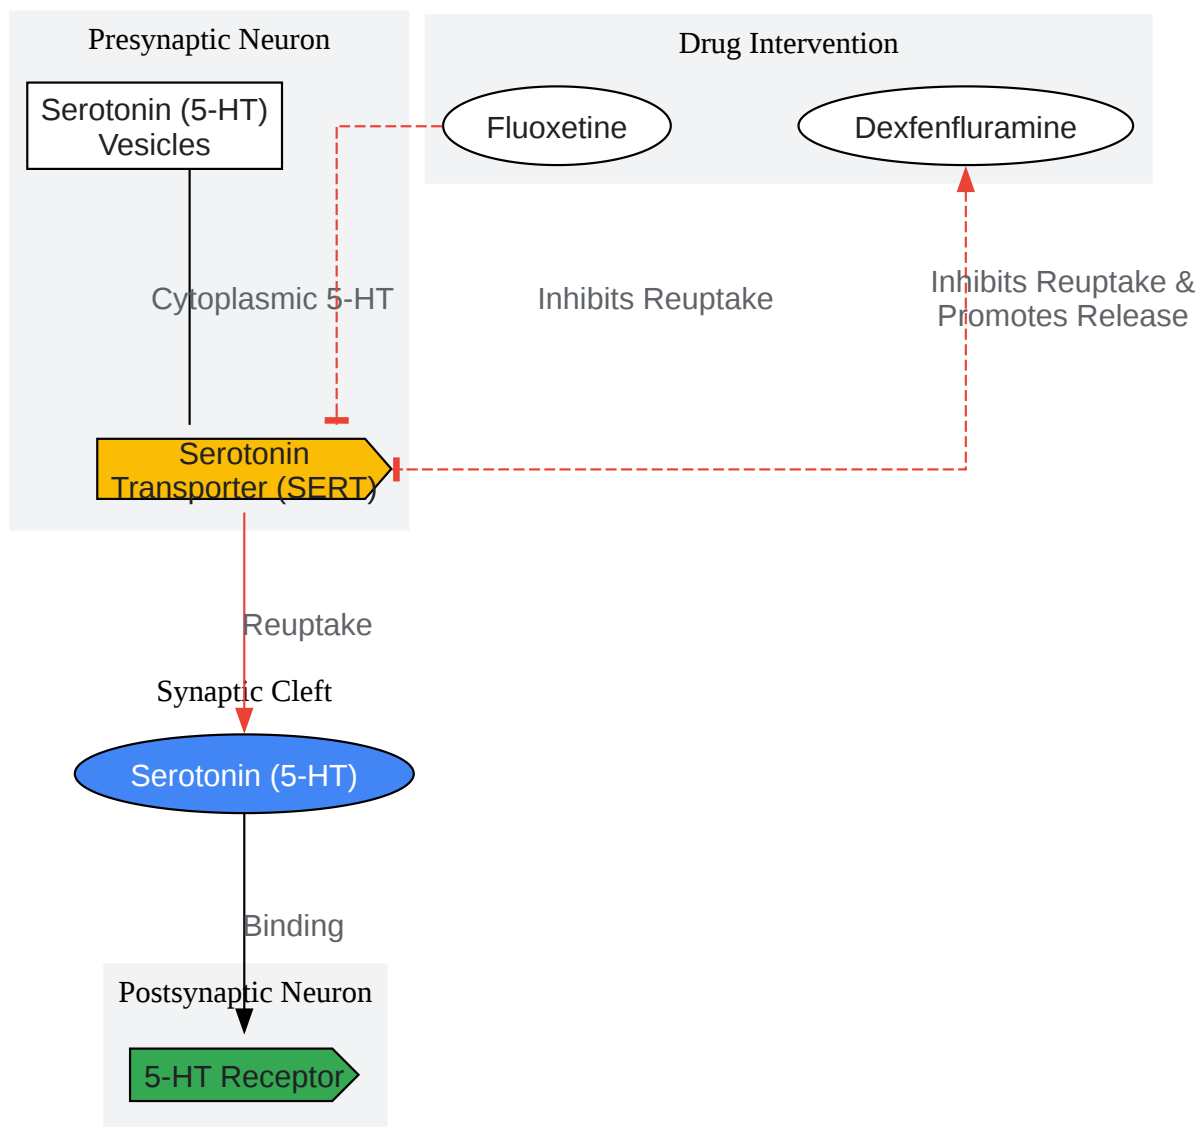 Presynaptic Neuron
Drug Intervention
Serotonin (5-HT)
Vesicles
Fluoxetine
Dexfenfluramine
Cytoplasmic 5-HT
Inhibits Reuptake
Inhibits Reuptake &
Promotes Release
Serotonin
Transporter (SERT)
Reuptake
Synaptic Cleft
Serotonin (5-HT)
Binding
Postsynaptic Neuron
5-HT Receptor